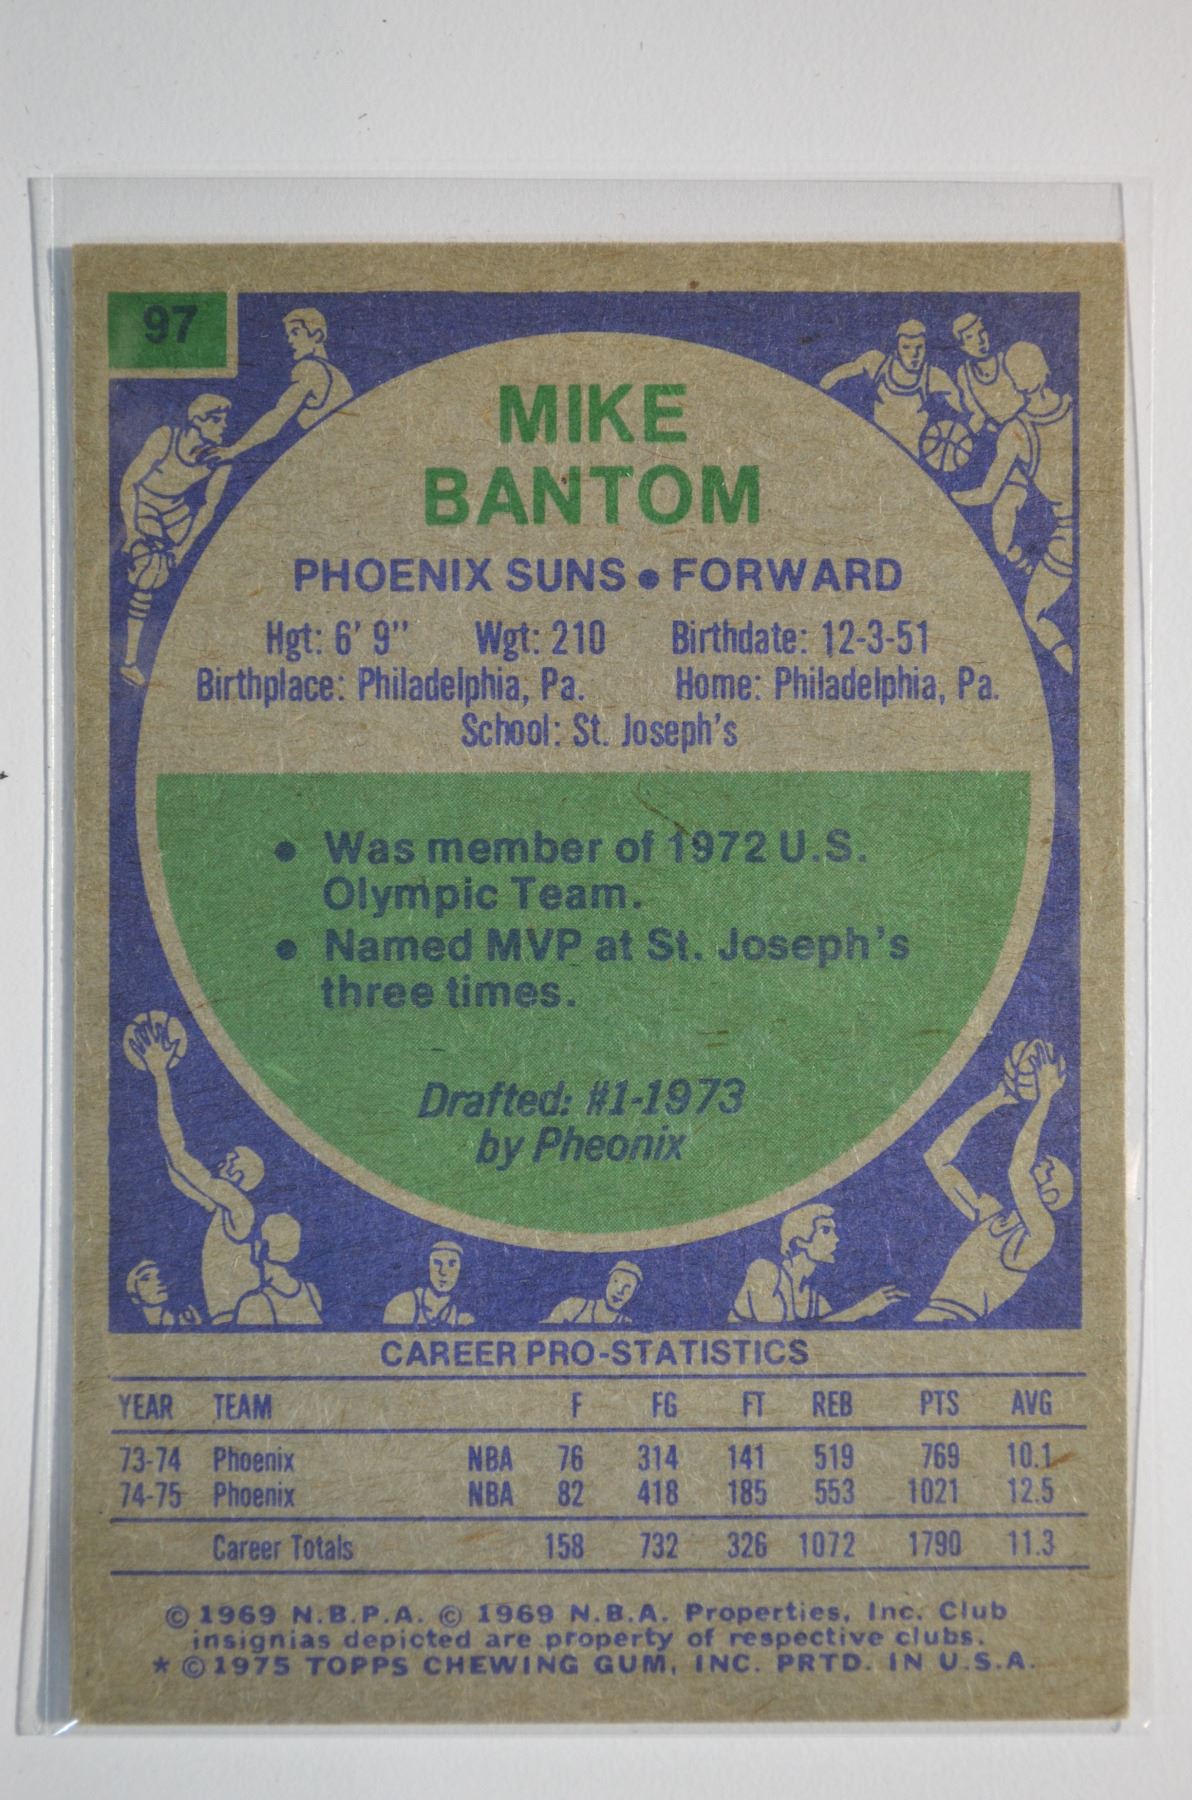 97
MIKE
BANTOM
PHOENIX SUNS • FORWARD
Hgt: 6' 9'' Wgt: 210 Birthdate: 12-3-51
Birthplace: Philadelphia, Pa. Home: Philadelphia, Pa.
School: St. Joseph's
• Was member of 1972 U.S.
Olympic Team.
• Named MVP at St. Joseph's
three times.
Drafted: #1-1973
by Pheonix
CAREER PRO-STATISTICS
YEAR TEAM F FG FT REB PTS AVG
73-74 Phoenix NBA 76 314 141 519 769 10.1
74-75 Phoenix NBA 82 418 185 553 1021 12.5
Career Totals 158 732 326 1072 1790 11.3
© 1969 N.B.P.A. © 1969 N.B.A. Properties, Inc. Club
insignias depicted are property of respective clubs.
* © 1975 TOPPS CHEWING GUM, INC. PRTD. IN U.S.A.